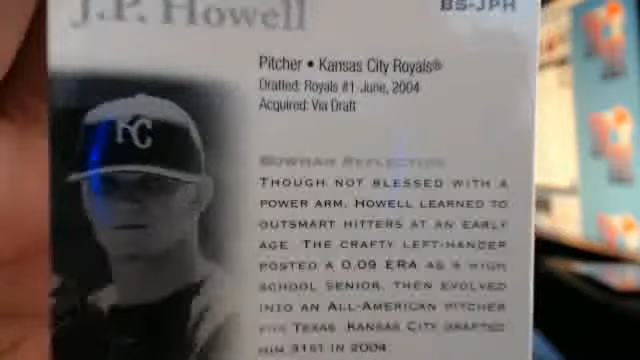 J.P. Howell
BS-JPH
Pitcher • Kansas City Royals®
Drafted: Royals #1 June, 2004
Acquired: Via Draft
KC
BOWMAN REFLECTION
THOUGH NOT BLESSED WITH A
POWER ARM, HOWELL LEARNED TO
OUTSMART HITTERS AT AN EARLY
AGE. THE CRAFTY LEFT-HANDER
POSTED A 0.09 ERA AS A HIGH
SCHOOL SENIOR, THEN EVOLVED
INTO AN ALL-AMERICAN PITCHER
FOR TEXAS. KANSAS CITY DRAFTED
HIM 31ST IN 2004.